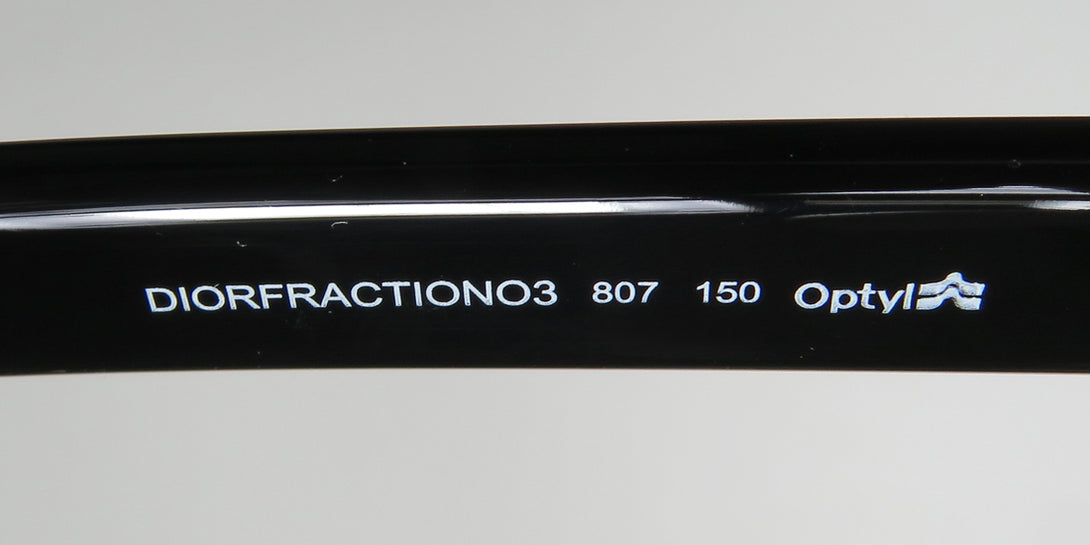 DIORFRACTIONO3 807 150 Optyl